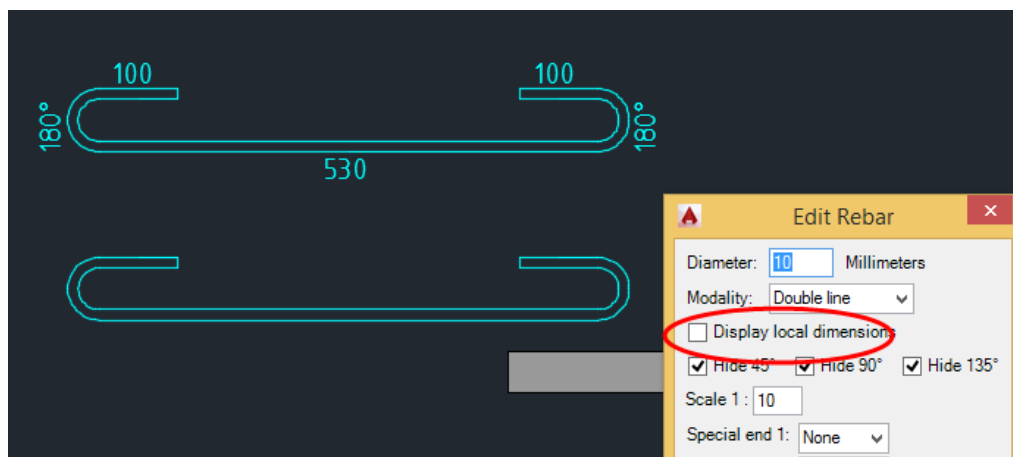 100 100
180° 180°
530
Edit Rebar
Diameter: 10 Millimeters
Modality: Double line
Display local dimensions
Hide 45° Hide 90° Hide 135°
Scale 1 : 10
Special end 1: None